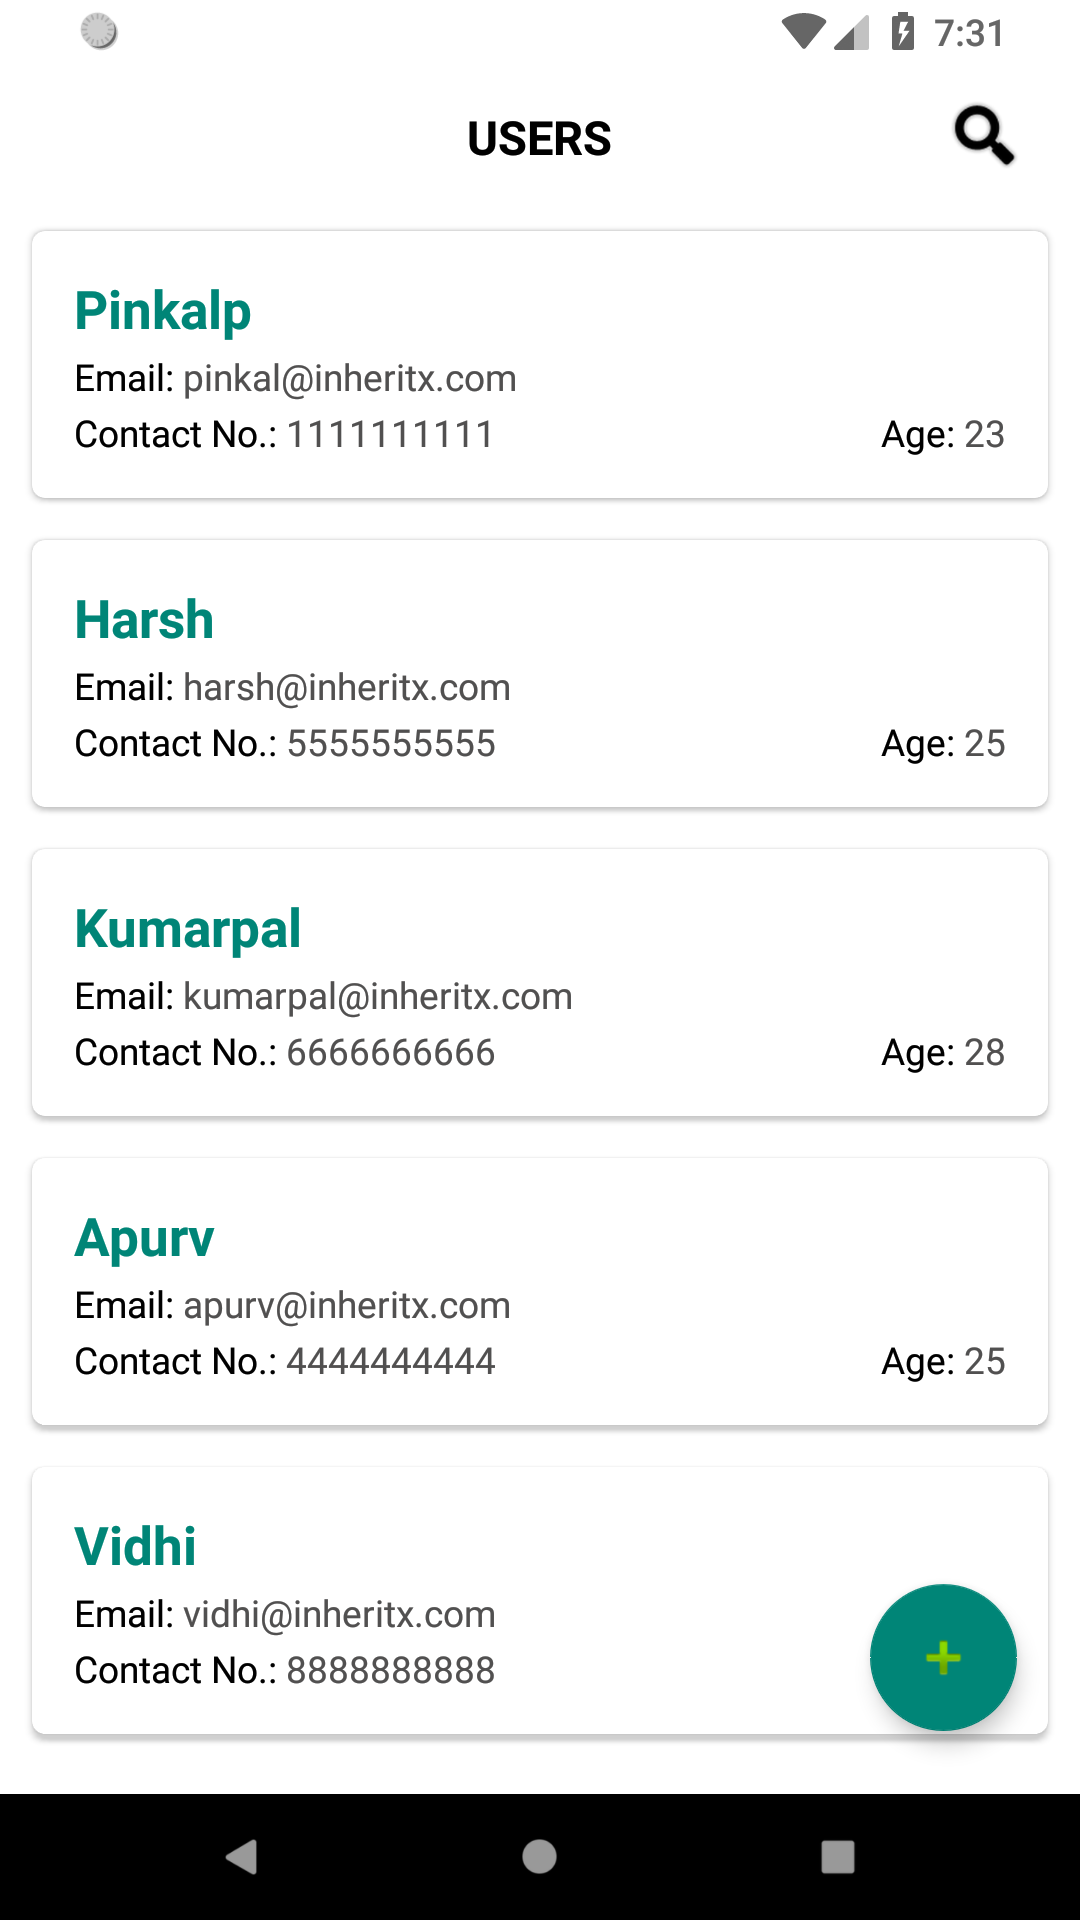 7:31
USERS
Pinkalp
Email: pinkal@inheritx.com
Contact No.: 1111111111 Age: 23
Harsh
Email: harsh@inheritx.com
Contact No.: 5555555555 Age: 25
Kumarpal
Email: kumarpal@inheritx.com
Contact No.: 6666666666 Age: 28
Apurv
Email: apurv@inheritx.com
Contact No.: 4444444444 Age: 25
Vidhi
Email: vidhi@inheritx.com
Contact No.: 8888888888